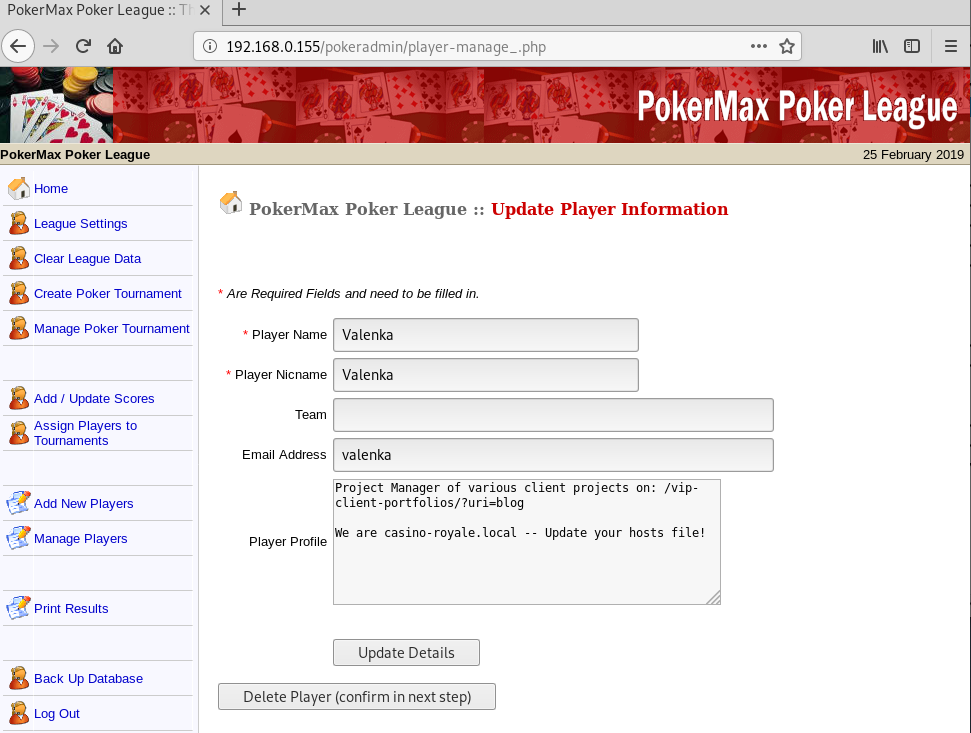 PokerMax Poker League :: Th
192.168.0.155/pokeradmin/player-manage_.php
PokerMax Poker League
PokerMax Poker League
25 February 2019
Home
League Settings
Clear League Data
Create Poker Tournament
Manage Poker Tournament
Add / Update Scores
Assign Players to
Tournaments
Add New Players
Manage Players
Print Results
Back Up Database
Log Out
PokerMax Poker League :: Update Player Information
* Are Required Fields and need to be filled in.
* Player Name Valenka
* Player Nicname Valenka
Team
Email Address valenka
Player Profile
Project Manager of various client projects on: /vip-
client-portfolios/?uri=blog
We are casino-royale.local -- Update your hosts file!
Update Details
Delete Player (confirm in next step)